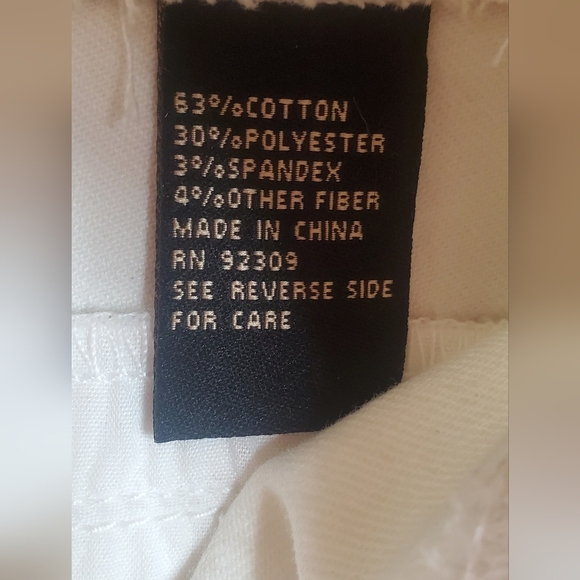 63%COTTON
30%POLYESTER
3%SPANDEX
4%OTHER FIBER
MADE IN CHINA
RN 92309
SEE REVERSE SIDE
FOR CARE